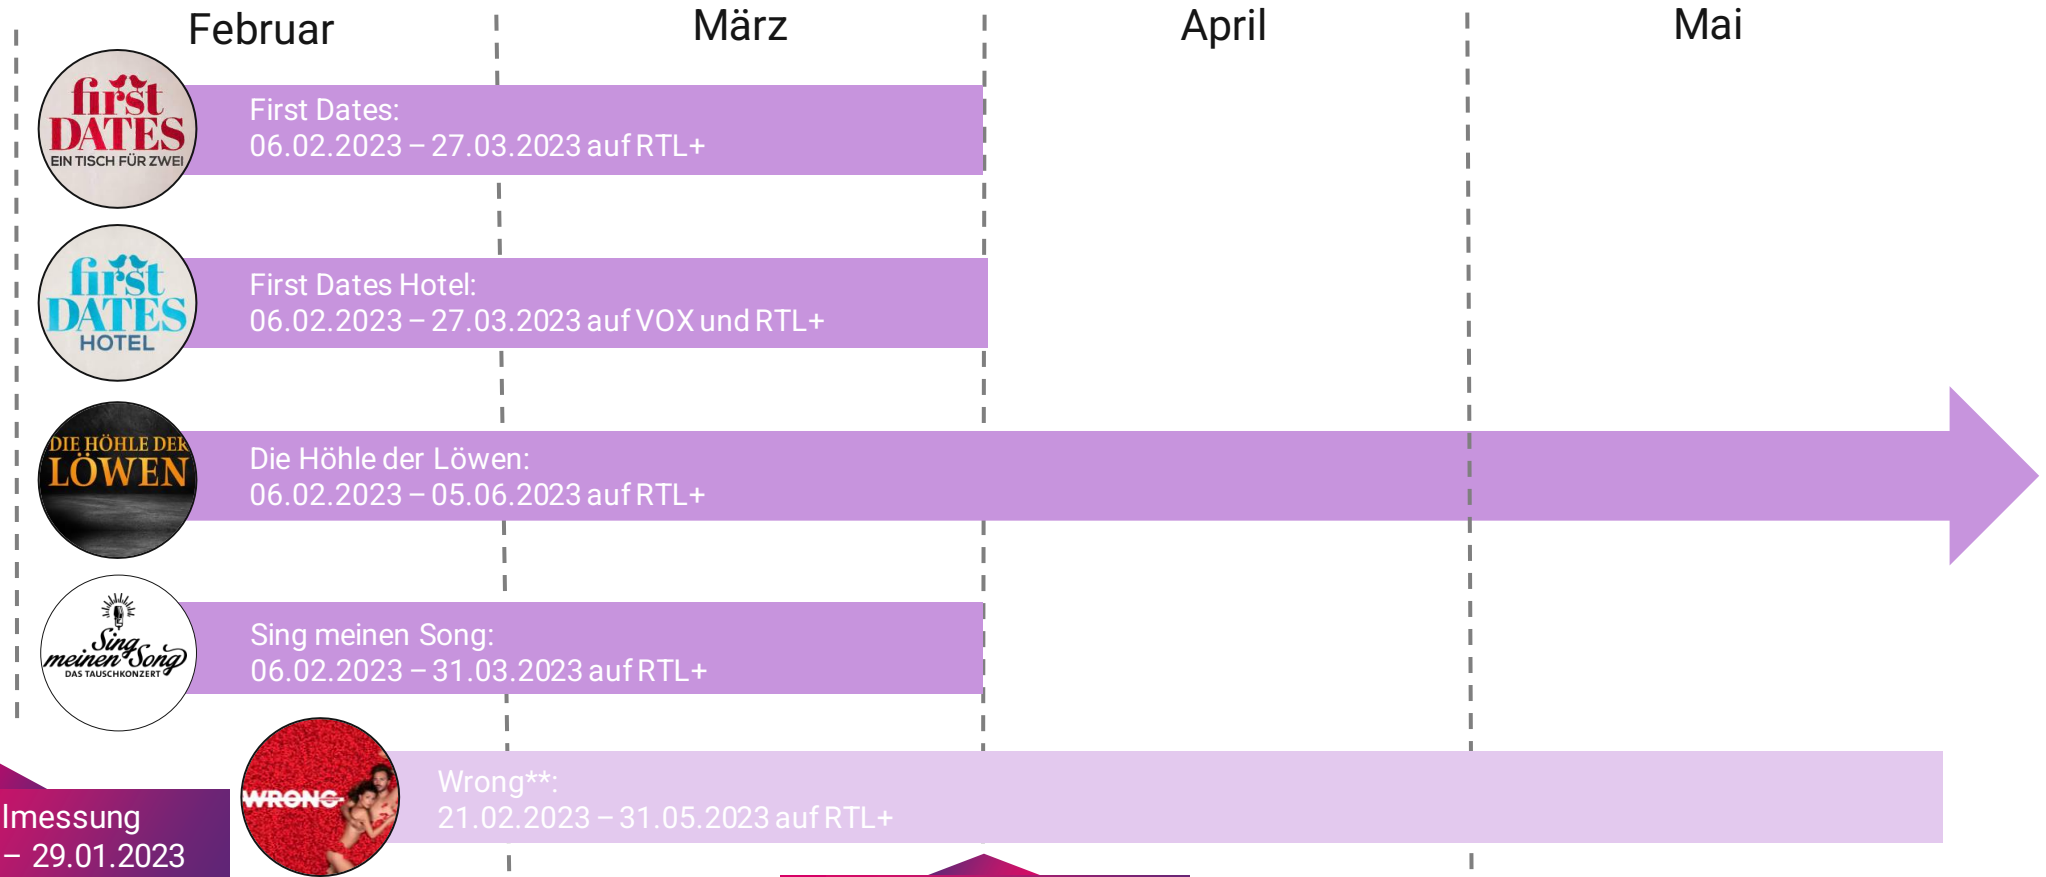 Februar März April Mai
first
DATES
EIN TISCH FÜR ZWEI
First Dates:
06.02.2023 – 27.03.2023 auf RTL+
first
DATES
HOTEL
First Dates Hotel:
06.02.2023 – 27.03.2023 auf VOX und RTL+
DIE HÖHLE DER
LÖWEN
Die Höhle der Löwen:
06.02.2023 – 05.06.2023 auf RTL+
Sing
meinen Song
DAS TAUSCHKONZERT
Sing meinen Song:
06.02.2023 – 31.03.2023 auf RTL+
WRONG
Wrong**:
21.02.2023 – 31.05.2023 auf RTL+
lmessung
– 29.01.2023